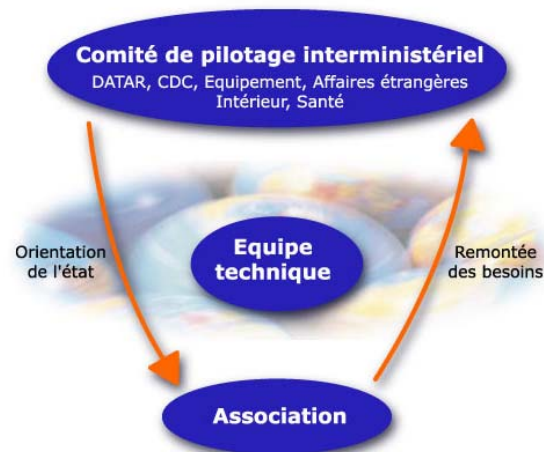 Comité de pilotage interministériel
DATAR, CDC, Equipement, Affaires étrangères
Intérieur, Santé
Orientation
de l'état
Equipe
technique
Remontée
des besoins
Association